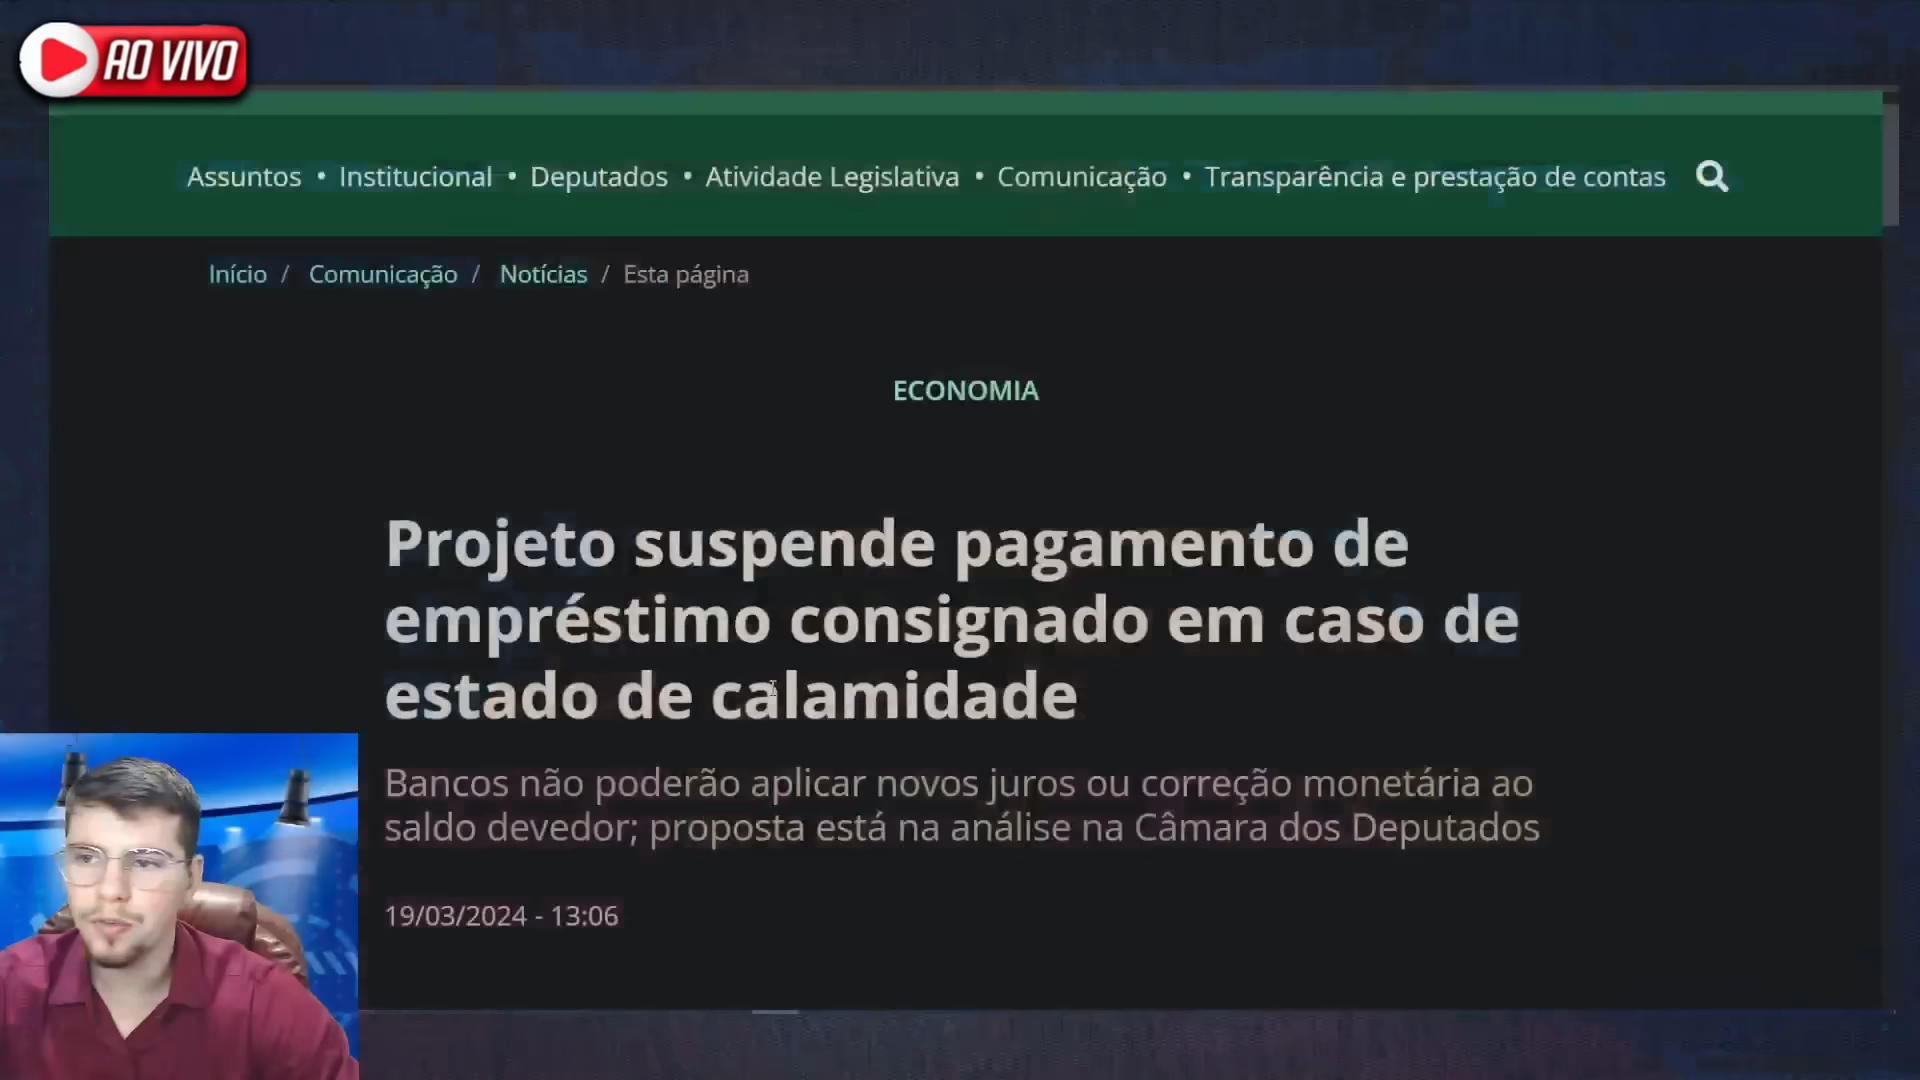 AO VIVO
Assuntos • Institucional • Deputados • Atividade Legislativa • Comunicação • Transparência e prestação de contas
Início / Comunicação / Notícias / Esta página
ECONOMIA
Projeto suspende pagamento de
empréstimo consignado em caso de
estado de calamidade
Bancos não poderão aplicar novos juros ou correção monetária ao
saldo devedor; proposta está na análise na Câmara dos Deputados
19/03/2024 - 13:06